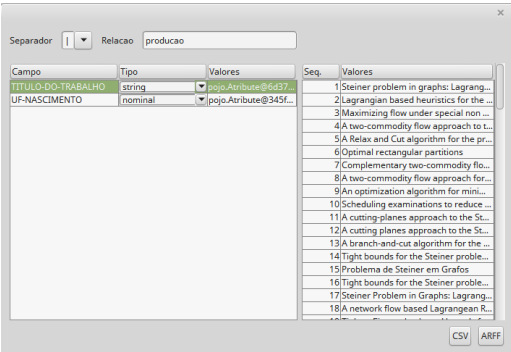 Separador | Relacao producao
Campo Tipo Valores
TITULO-DO-TRABALHO string pojo.Atribute@6d37...
UF-NASCIMENTO nominal pojo.Atribute@345f...
Seq. Valores
1 Steiner problem in graphs: Lagrang...
2 Lagrangian based heuristics for the ...
3 Maximizing flow under special non ...
4 A two-commodity flow approach to t...
5 A Relax and Cut algorithm for the pr...
6 Optimal rectangular partitions
7 Complementary two-commodity flo...
8 A two-commodity flow approach for...
9 An optimization algorithm for mini...
10 Scheduling examinations to reduce ...
11 A cutting-planes approach to the St...
12 A cutting planes approach to the St...
13 A branch-and-cut algorithm for the ...
14 Tight bounds for the Steiner proble...
15 Problema de Steiner em Grafos
16 Tight bounds for the Steiner proble...
17 Steiner Problem in Graphs: Lagrang...
18 A network flow based Lagrangean R...
CSV ARFF